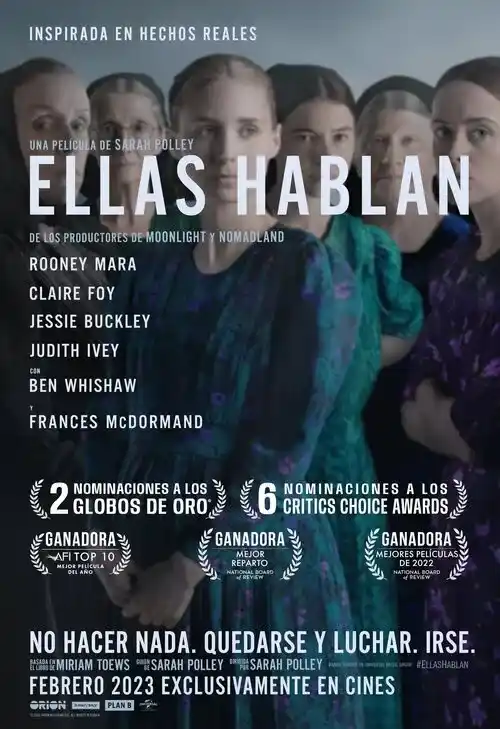 INSPIRADA EN HECHOS REALES
UNA PELÍCULA DE SARAH POLLEY
ELLAS HABLAN
DE LOS PRODUCTORES DE MOONLIGHT Y NOMADLAND
ROONEY MARA
CLAIRE FOY
JESSIE BUCKLEY
JUDITH IVEY
CON
BEN WHISHAW
Y
FRANCES McDORMAND
2 NOMINACIONES A LOS GLOBOS DE ORO
6 NOMINACIONES A LOS CRITICS CHOICE AWARDS
GANADORA
AFI TOP 10
MEJOR PELÍCULA DEL AÑO
GANADORA
MEJOR REPARTO
NATIONAL BOARD of REVIEW
GANADORA
MEJORES PELÍCULAS DE 2022
NATIONAL BOARD of REVIEW
NO HACER NADA. QUEDARSE Y LUCHAR. IRSE.
BASADA EN EL LIBRO DE MIRIAM TOEWS GUION DE SARAH POLLEY DIRIGIDA POR SARAH POLLEY #EllasHablan
FEBRERO 2023 EXCLUSIVAMENTE EN CINES
ORION PLAN B UNIVERSAL